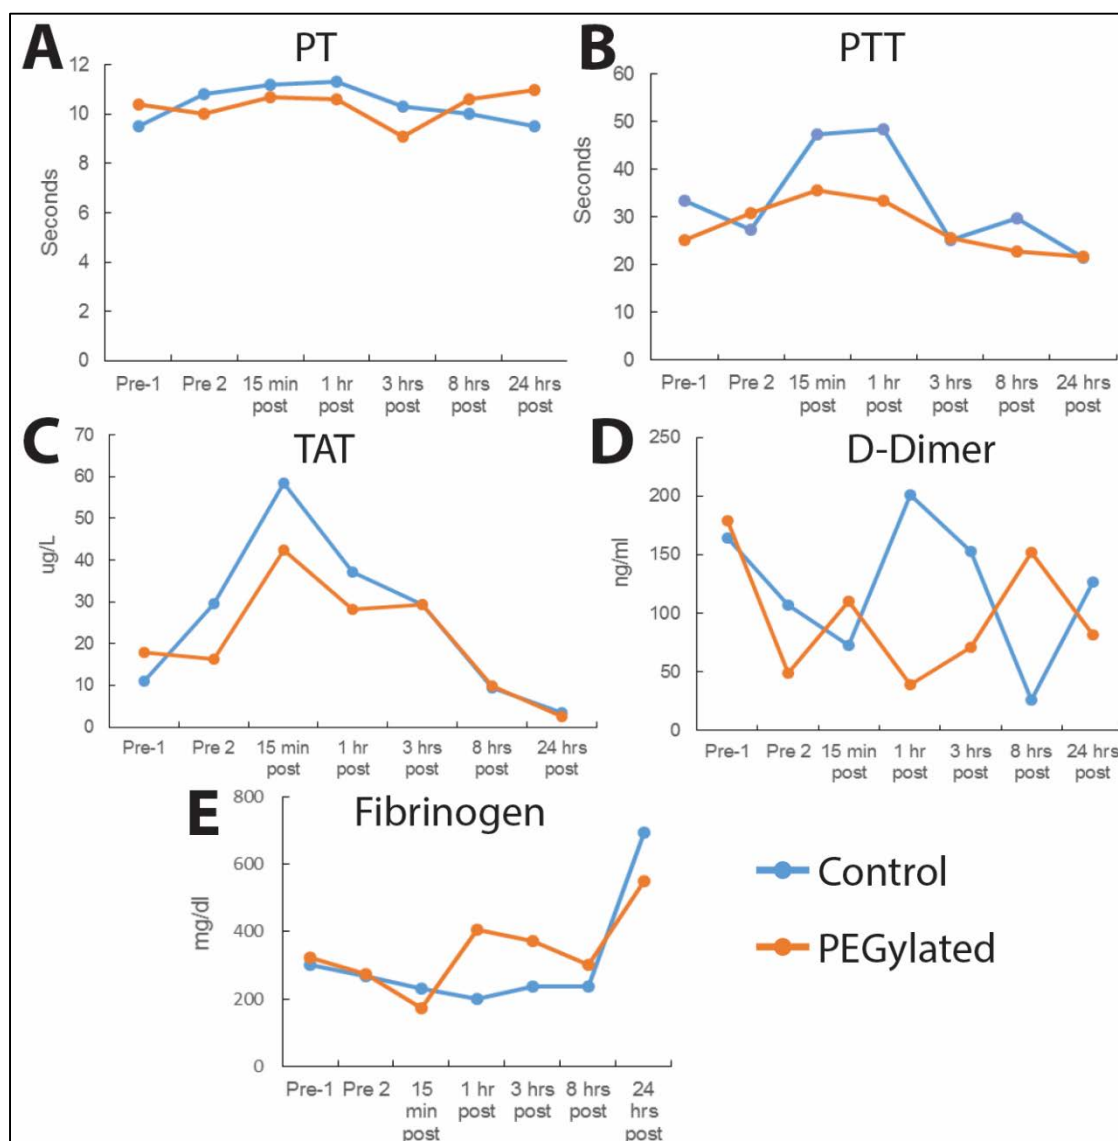 A
PT
12
10
8
6
4
2
0
Seconds
Pre-1 Pre 2 15 min post 1 hr post 3 hrs post 8 hrs post 24 hrs post
B
PTT
60
50
40
30
20
10
0
Seconds
Pre-1 Pre 2 15 min post 1 hr post 3 hrs post 8 hrs post 24 hrs post
C
TAT
70
60
50
40
30
20
10
0
ug/L
Pre-1 Pre 2 15 min post 1 hr post 3 hrs post 8 hrs post 24 hrs post
D
D-Dimer
250
200
150
100
50
0
ng/ml
Pre-1 Pre 2 15 min post 1 hr post 3 hrs post 8 hrs post 24 hrs post
E
Fibrinogen
800
600
400
200
0
mg/dl
Pre-1 Pre 2 15 min post 1 hr post 3 hrs post 8 hrs post 24 hrs post
Control
PEGylated